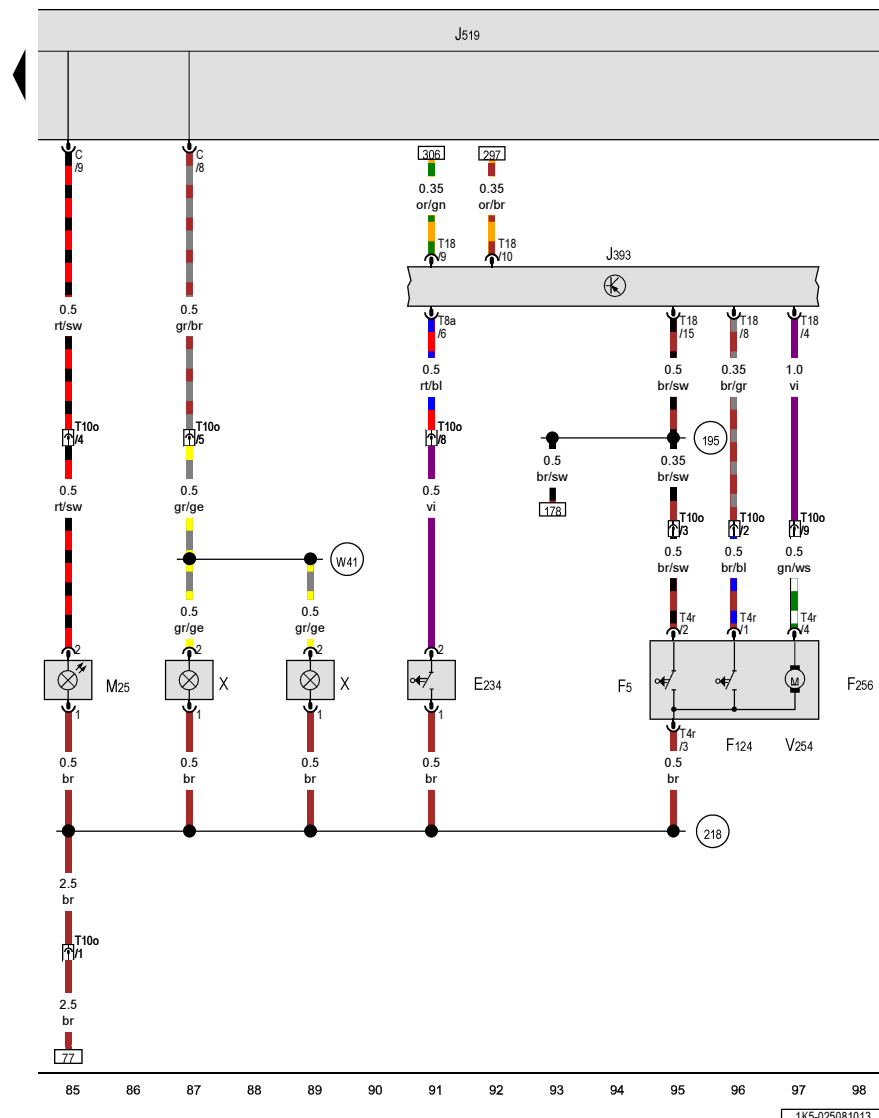 J519
C
/9
C
/8
306
297
0.35
or/gn
0.35
or/br
T18
/9
T18
/10
J393
0.5
rt/sw
0.5
gr/br
T8a
/6
T18
/15
T18
/8
T18
/4
0.5
rt/bl
0.5
br/sw
0.35
br/gr
1.0
vi
T10o
/4
T10o
/5
T10o
/8
195
0.5
br/sw
0.35
br/sw
0.5
rt/sw
0.5
gr/ge
0.5
vi
178
T10o
/3
T10o
/2
T10o
/9
W41
0.5
br/sw
0.5
br/bl
0.5
gn/ws
0.5
gr/ge
0.5
gr/ge
T4r
/2
T4r
/1
T4r
/4
2
2
2
2
M25
X
X
E234
F5
M
F256
1
1
1
1
T4r
/3
F124
V254
0.5
br
0.5
br
0.5
br
0.5
br
0.5
br
218
2.5
br
T10o
/1
2.5
br
77
85 86 87 88 89 90 91 92 93 94 95 96 97 98
1K5-025081013